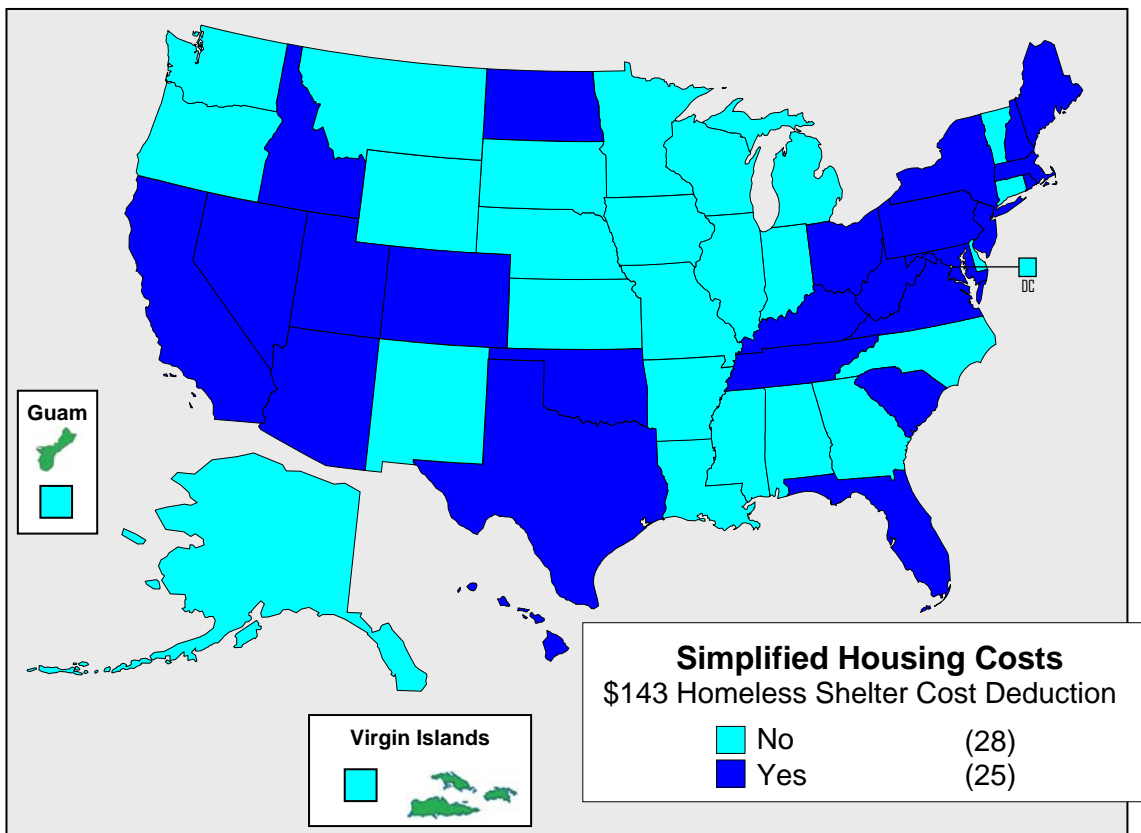 DC
Guam
Virgin Islands
Simplified Housing Costs
$143 Homeless Shelter Cost Deduction
No (28)
Yes (25)